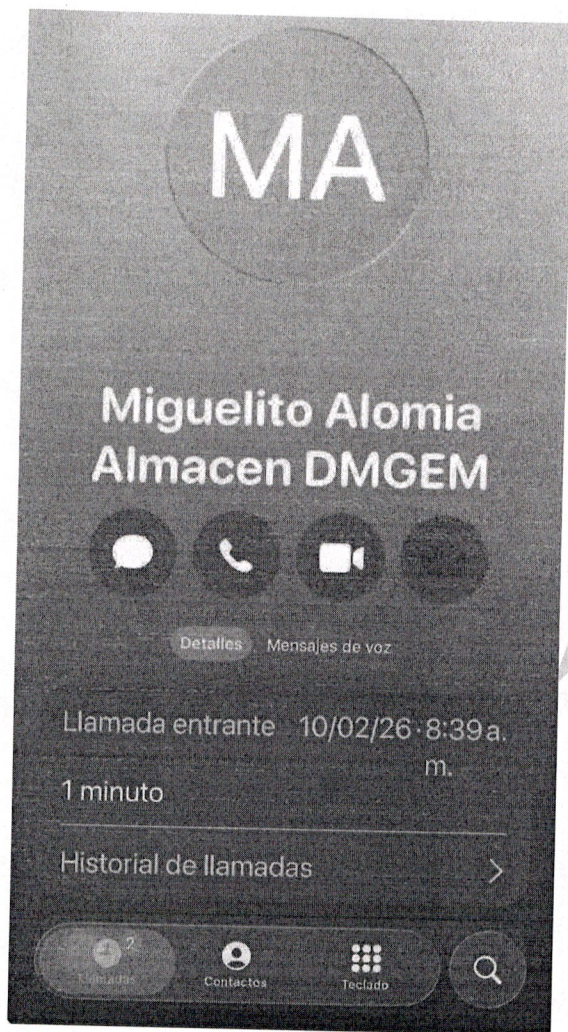 MA
Miguelito Alomia
Almacen DMGEM
Detalles Mensajes de voz
Llamada entrante 10/02/26 · 8:39 a.
m.
1 minuto
Historial de llamadas
2
Llamadas Contactos Teclado